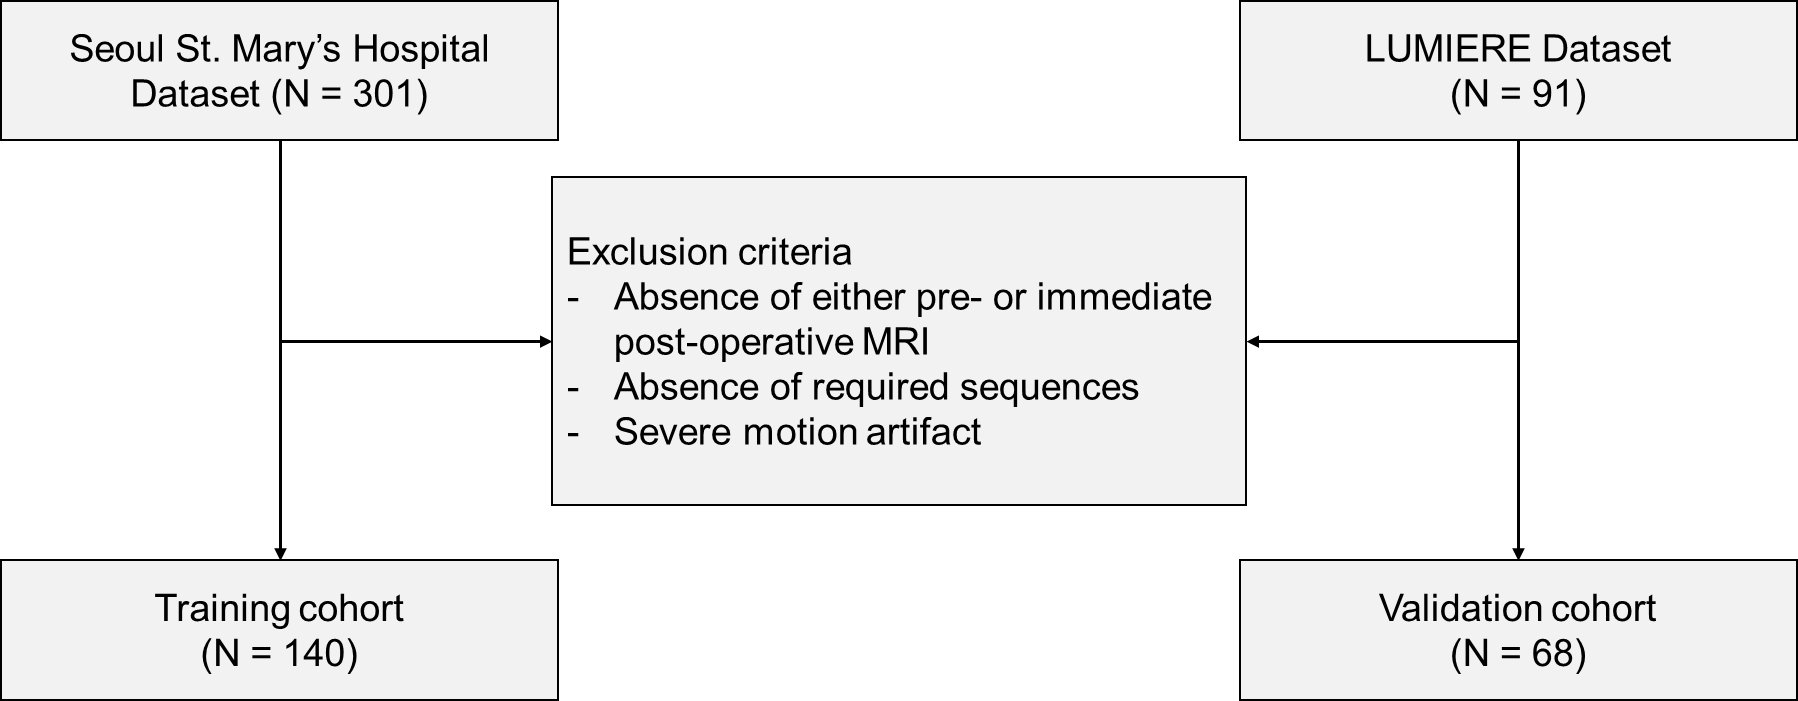 Seoul St. Mary’s Hospital
Dataset (N = 301)
LUMIERE Dataset
(N = 91)
Exclusion criteria
- Absence of either pre- or immediate
post-operative MRI
- Absence of required sequences
- Severe motion artifact
Training cohort
(N = 140)
Validation cohort
(N = 68)